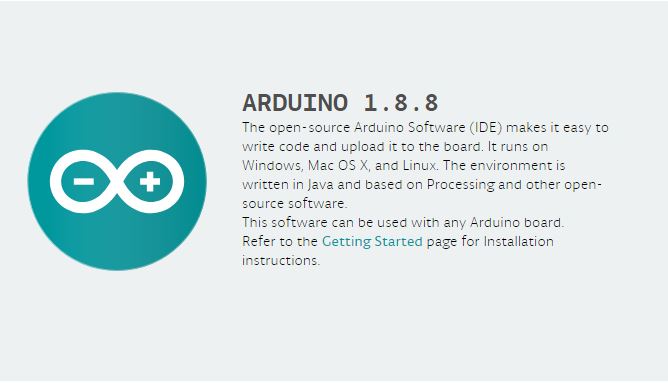 ARDUINO 1.8.8
The open-source Arduino Software (IDE) makes it easy to
write code and upload it to the board. It runs on
Windows, Mac OS X, and Linux. The environment is
written in Java and based on Processing and other open-
source software.
This software can be used with any Arduino board.
Refer to the Getting Started page for Installation
instructions.